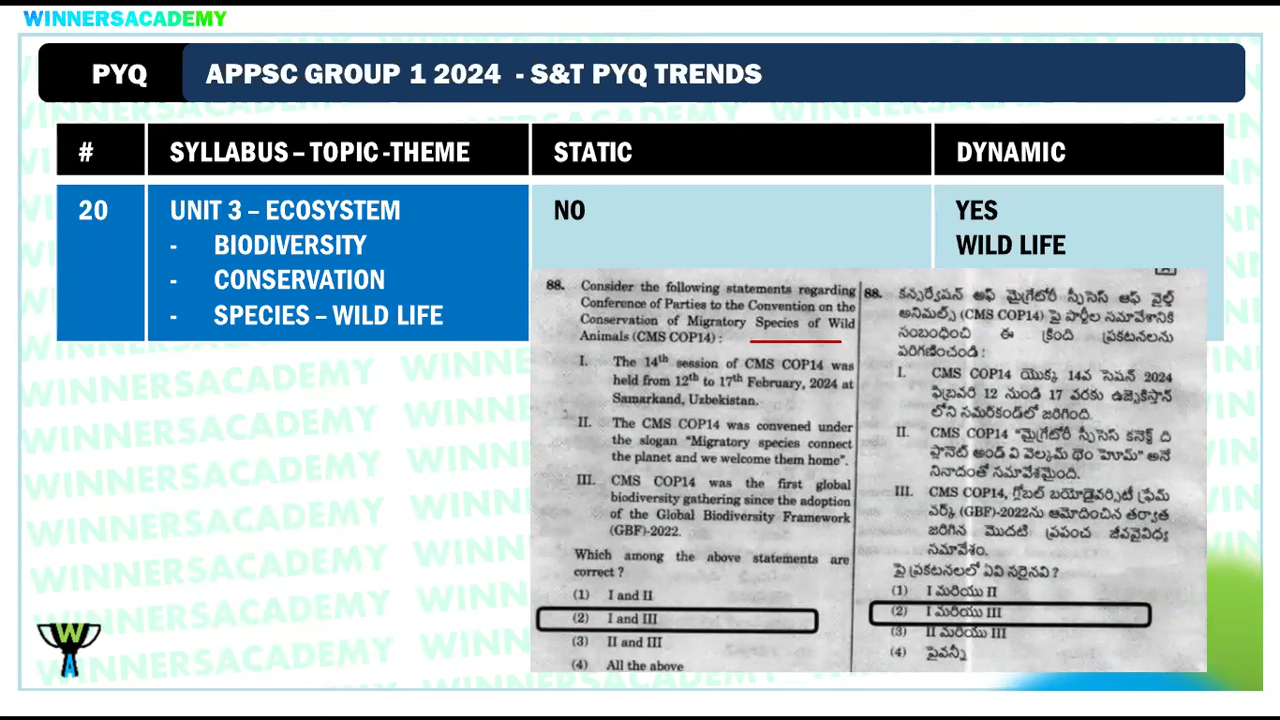 WINNERSACADEMY
PYQ
APPSC GROUP 1 2024 - S&T PYQ TRENDS
#
SYLLABUS – TOPIC -THEME
STATIC
DYNAMIC
20
UNIT 3 – ECOSYSTEM
- BIODIVERSITY
- CONSERVATION
- SPECIES – WILD LIFE
NO
YES
WILD LIFE
88. Consider the following statements regarding
Conference of Parties to the Convention on the
Conservation of Migratory Species of Wild
Animals (CMS COP14) :
I. The 14th session of CMS COP14 was
held from 12th to 17th February, 2024 at
Samarkand, Uzbekistan.
II. The CMS COP14 was convened under
the slogan "Migratory species connect
the planet and we welcome them home".
III. CMS COP14 was the first global
biodiversity gathering since the adoption
of the Global Biodiversity Framework
(GBF)-2022.
Which among the above statements are
correct ?
(1) I and II
(2) I and III
(3) II and III
(4) All the above
88. కన్సర్వేషన్ ఆఫ్ మైగ్రేటోరీ స్పీసెస్ ఆఫ్ వైల్డ్
అనిమల్స్ (CMS COP14) పై పార్టీల సమావేశానికి
సంబంధించి ఈ క్రింది ప్రకటనలను
పరిగణించండి :
I. CMS COP14 యొక్క 14వ సెషన్ 2024
ఫిబ్రవరి 12 నుండి 17 వరకు ఉజ్బెకిస్తాన్
లోని సమర్‌కండ్‌లో జరిగింది.
II. CMS COP14 "మైగ్రేటోరీ స్పీసెస్ కనెక్ట్ ది
ప్లానెట్ అండ్ వి వెల్కమ్ థెం హూమ్" అనే
నినాదంతో సమావేశమైంది.
III. CMS COP14, గ్లోబల్ బయోడైవర్సిటీ ఫ్రేమ్
వర్క్ (GBF)-2022ను ఆమోదించిన తర్వాత
జరిగిన మొదటి ప్రపంచ జీవవైవిధ్య
సమావేశం.
పై ప్రకటనలలో ఏవి సరైనవి ?
(1) I మరియు II
(2) I మరియు III
(3) II మరియు III
(4) పైవన్నీ